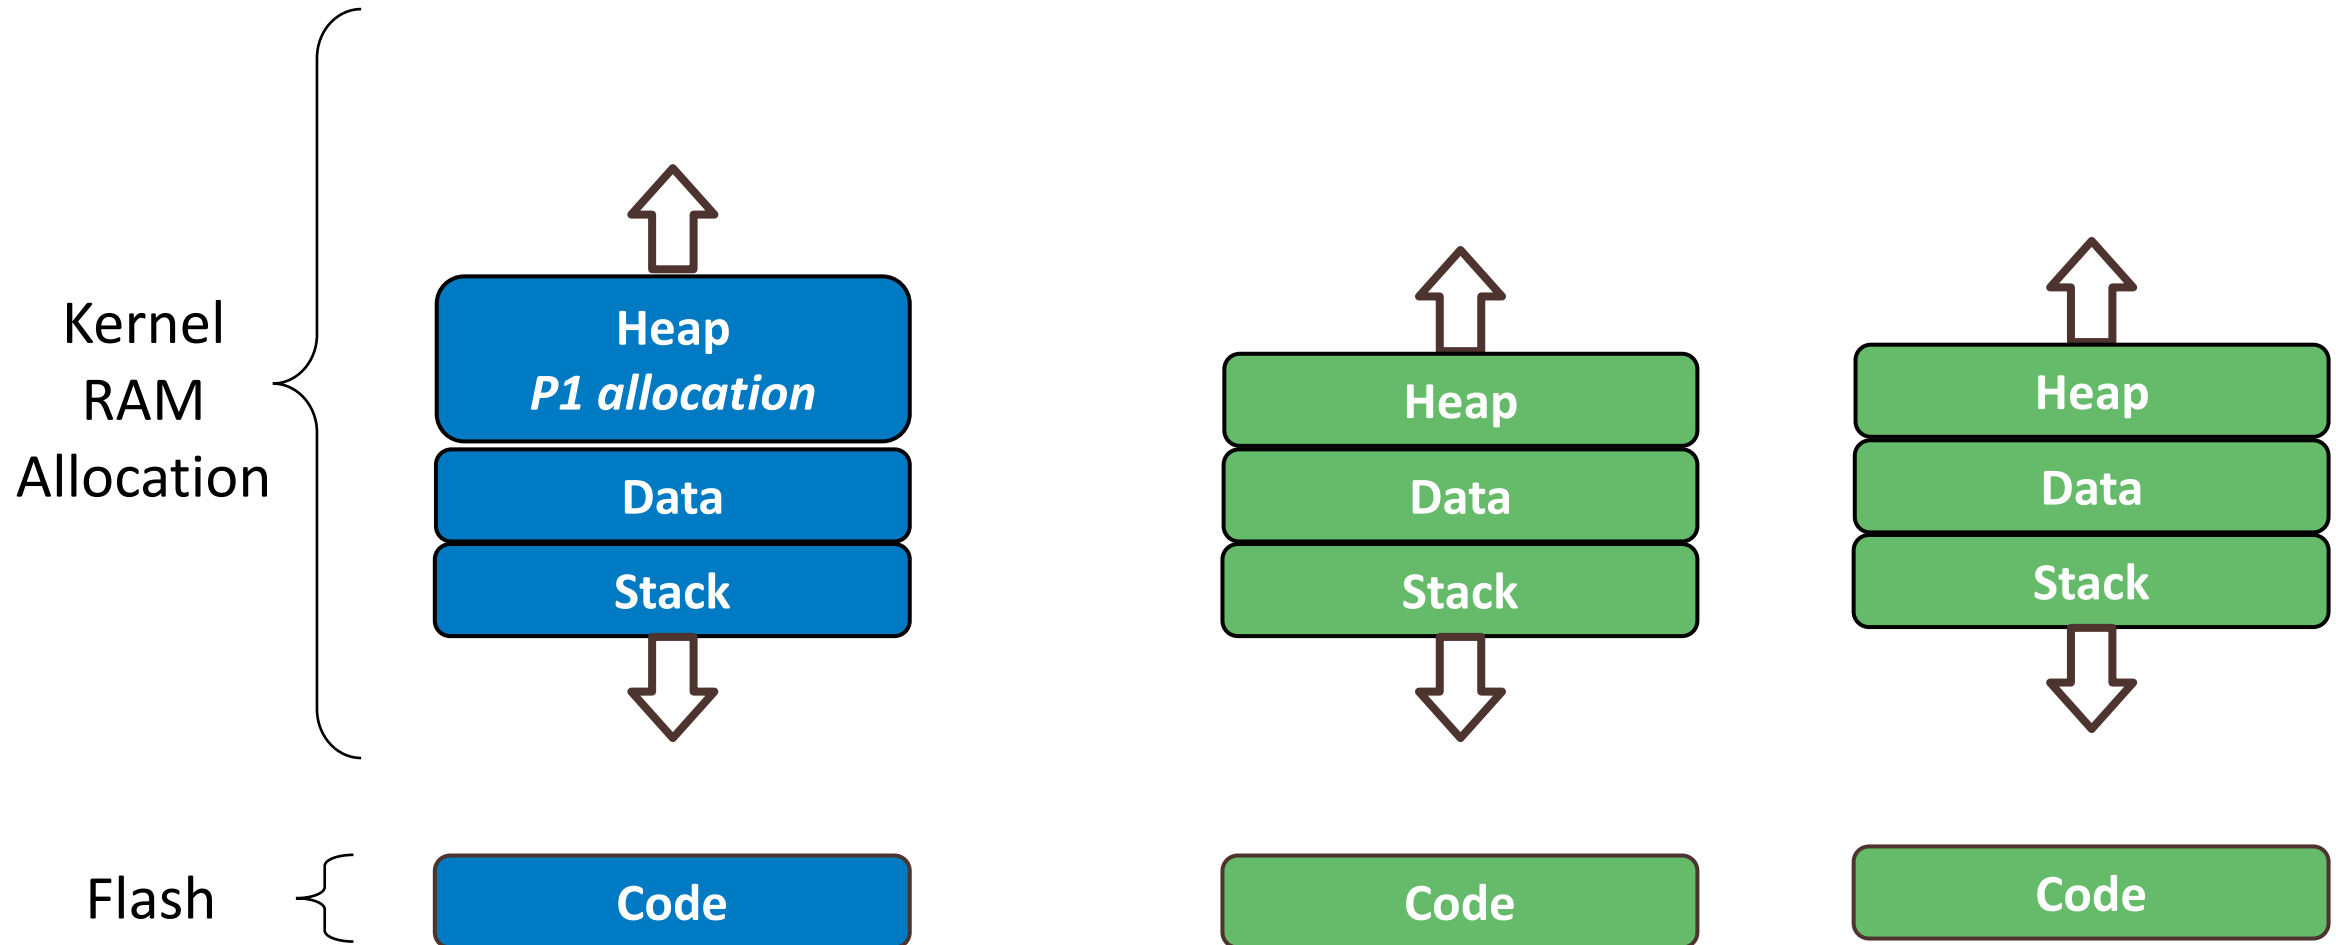 Kernel
RAM
Allocation
Heap
P1 allocation
Data
Stack
Heap
Data
Stack
Heap
Data
Stack
Flash
Code
Code
Code